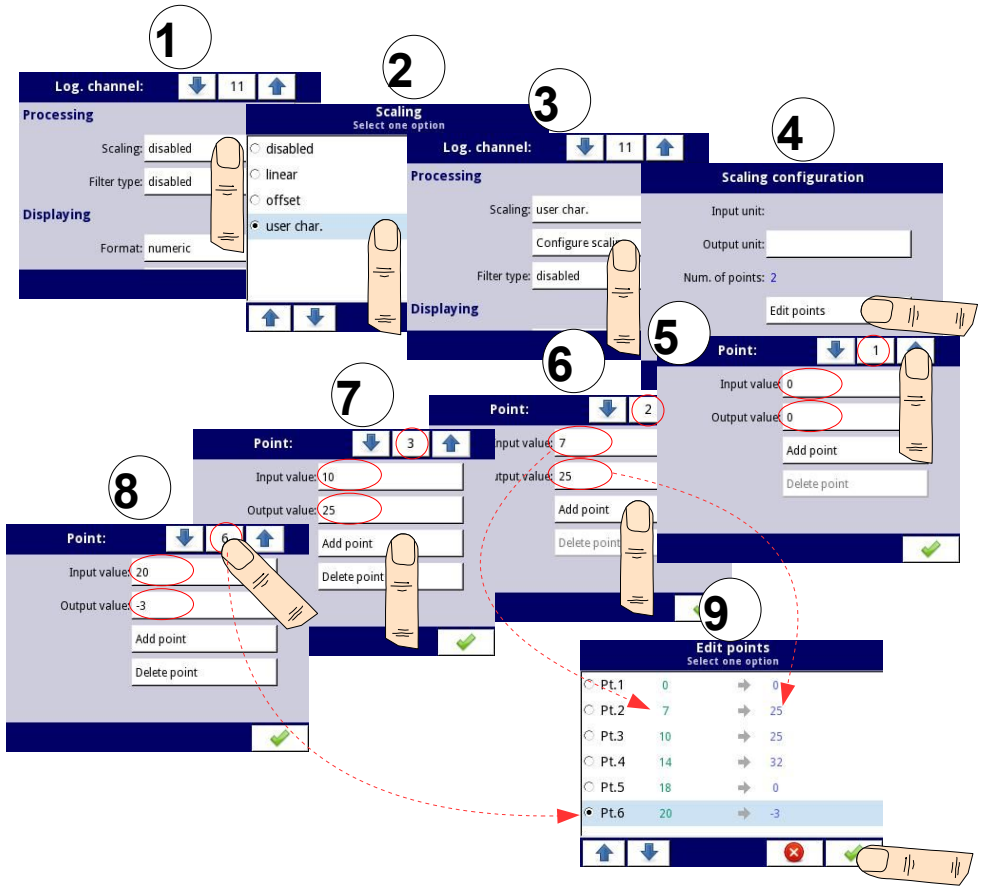 1
Log. channel: 11
Processing
Scaling: disabled
Filter type: disabled
Displaying
Format: numeric
2
Scaling
Select one option
disabled
linear
offset
user char.
3
Log. channel: 11
Processing
Scaling: user char.
Configure
Filter type: disabled
Displaying
4
Scaling configuration
Input unit:
Output unit:
Num. of points: 2
Edit points
5
Point: 1
Input value: 0
Output value: 0
Add point
Delete point
6
Point: 2
nput value: 7
utput value: 25
Add point
Delete point
7
Point: 3
Input value: 10
Output value: 25
Add point
Delete point
8
Point: 6
Input value: 20
Output value: -3
Add point
Delete point
9
Edit points
Select one option
Pt.1 0 0
Pt.2 7 25
Pt.3 10 25
Pt.4 14 32
Pt.5 18 0
Pt.6 20 -3